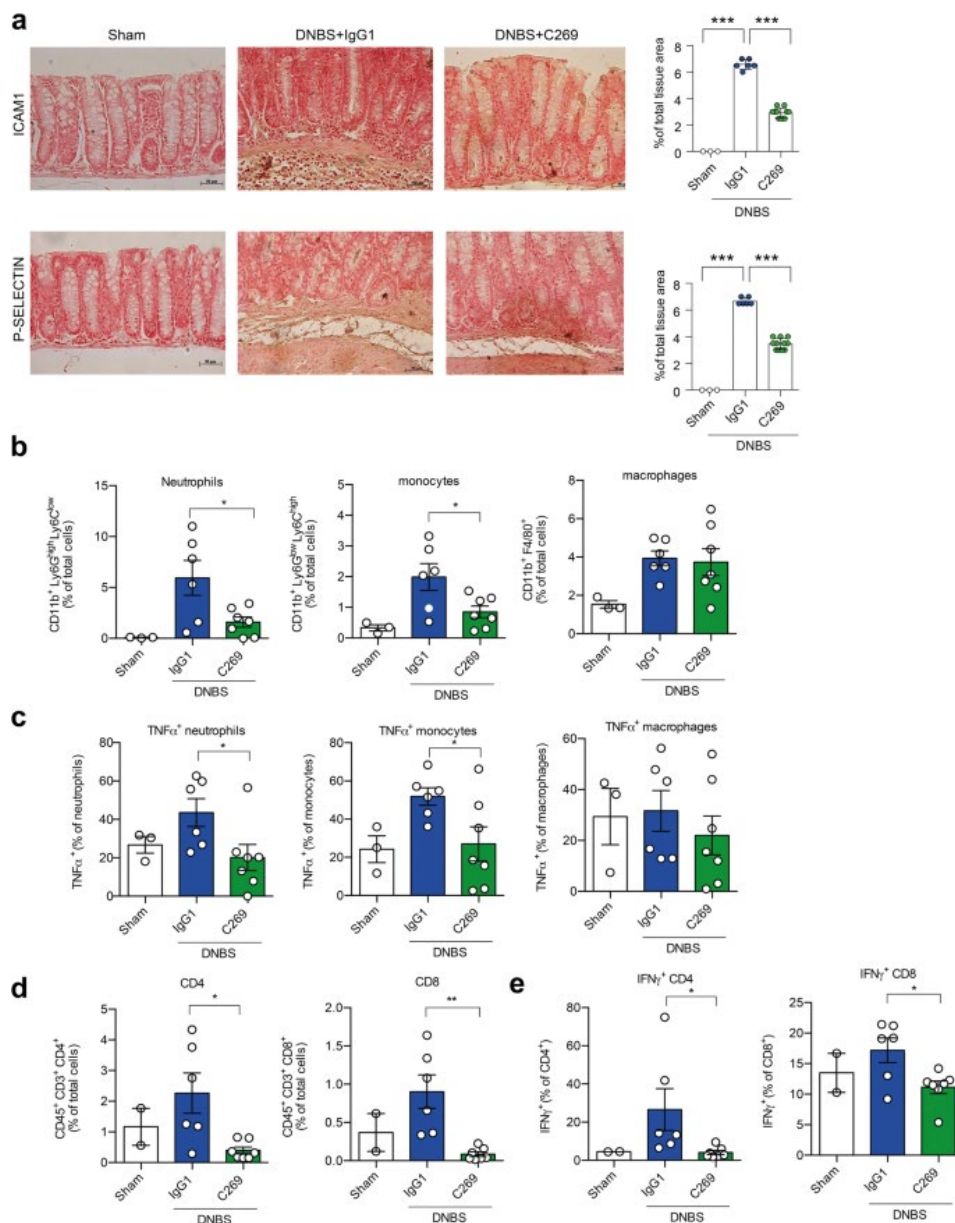 a
Sham
DNBS+IgG1
DNBS+C269
ICAM1
***
***
%of total tissue area
8
6
4
2
0
Sham
IgG1
C269
DNBS
P-SELECTIN
***
***
%of total tissue area
10
8
6
4
2
0
Sham
IgG1
C269
DNBS
b
Neutrophils
CD11b⁺ Ly6Gʰⁱᵍʰ Ly6Cˡᵒʷ
(% of total cells)
15
10
5
0
*
Sham
IgG1
C269
DNBS
monocytes
CD11b⁺ Ly6Gˡᵒʷ Ly6Cʰⁱᵍʰ
(% of total cells)
5
4
3
2
1
0
*
Sham
IgG1
C269
DNBS
macrophages
CD11b⁺ F4/80⁺
(% of total cells)
8
6
4
2
0
Sham
IgG1
C269
DNBS
c
TNFα⁺ neutrophils
TNFα⁺ (% of neutrophils)
80
60
40
20
0
*
Sham
IgG1
C269
DNBS
TNFα⁺ monocytes
TNFα⁺ (% of monocytes)
80
60
40
20
0
*
Sham
IgG1
C269
DNBS
TNFα⁺ macrophages
TNFα⁺ (% of macrophages)
60
40
20
0
Sham
IgG1
C269
DNBS
d
CD4
CD45⁺ CD3⁺ CD4⁺
(% of total cells)
5
4
3
2
1
0
*
Sham
IgG1
C269
DNBS
CD8
CD45⁺ CD3⁺ CD8⁺
(% of total cells)
2.0
1.5
1.0
0.5
0.0
**
Sham
IgG1
C269
DNBS
e
IFNγ⁺ CD4
IFNγ⁺ (% of CD4⁺)
80
60
40
20
0
*
Sham
IgG1
C269
DNBS
IFNγ⁺ CD8
IFNγ⁺ (% of CD8⁺)
25
20
15
10
5
0
*
Sham
IgG1
C269
DNBS